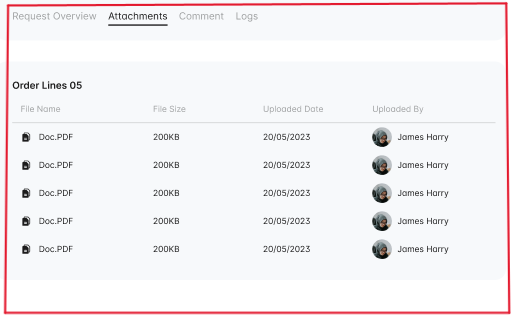 Request Overview Attachments Comment Logs
Order Lines 05
File Name File Size Uploaded Date Uploaded By
Doc.PDF 200KB 20/05/2023 James Harry
Doc.PDF 200KB 20/05/2023 James Harry
Doc.PDF 200KB 20/05/2023 James Harry
Doc.PDF 200KB 20/05/2023 James Harry
Doc.PDF 200KB 20/05/2023 James Harry